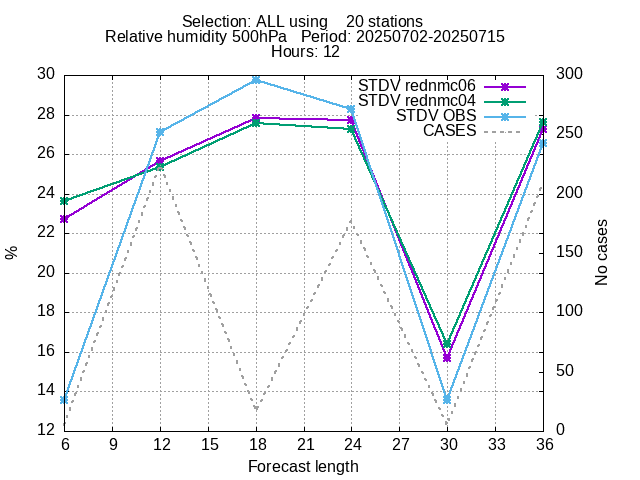 Selection: ALL using    20 stations
Relative humidity 500hPa   Period: 20250702-20250715
Hours: 12
STDV rednmc06
STDV rednmc04
STDV OBS
CASES
30
28
26
24
22
20
18
16
14
12
%
300
250
200
150
100
50
0
No cases
6 9 12 15 18 21 24 27 30 33 36
Forecast length